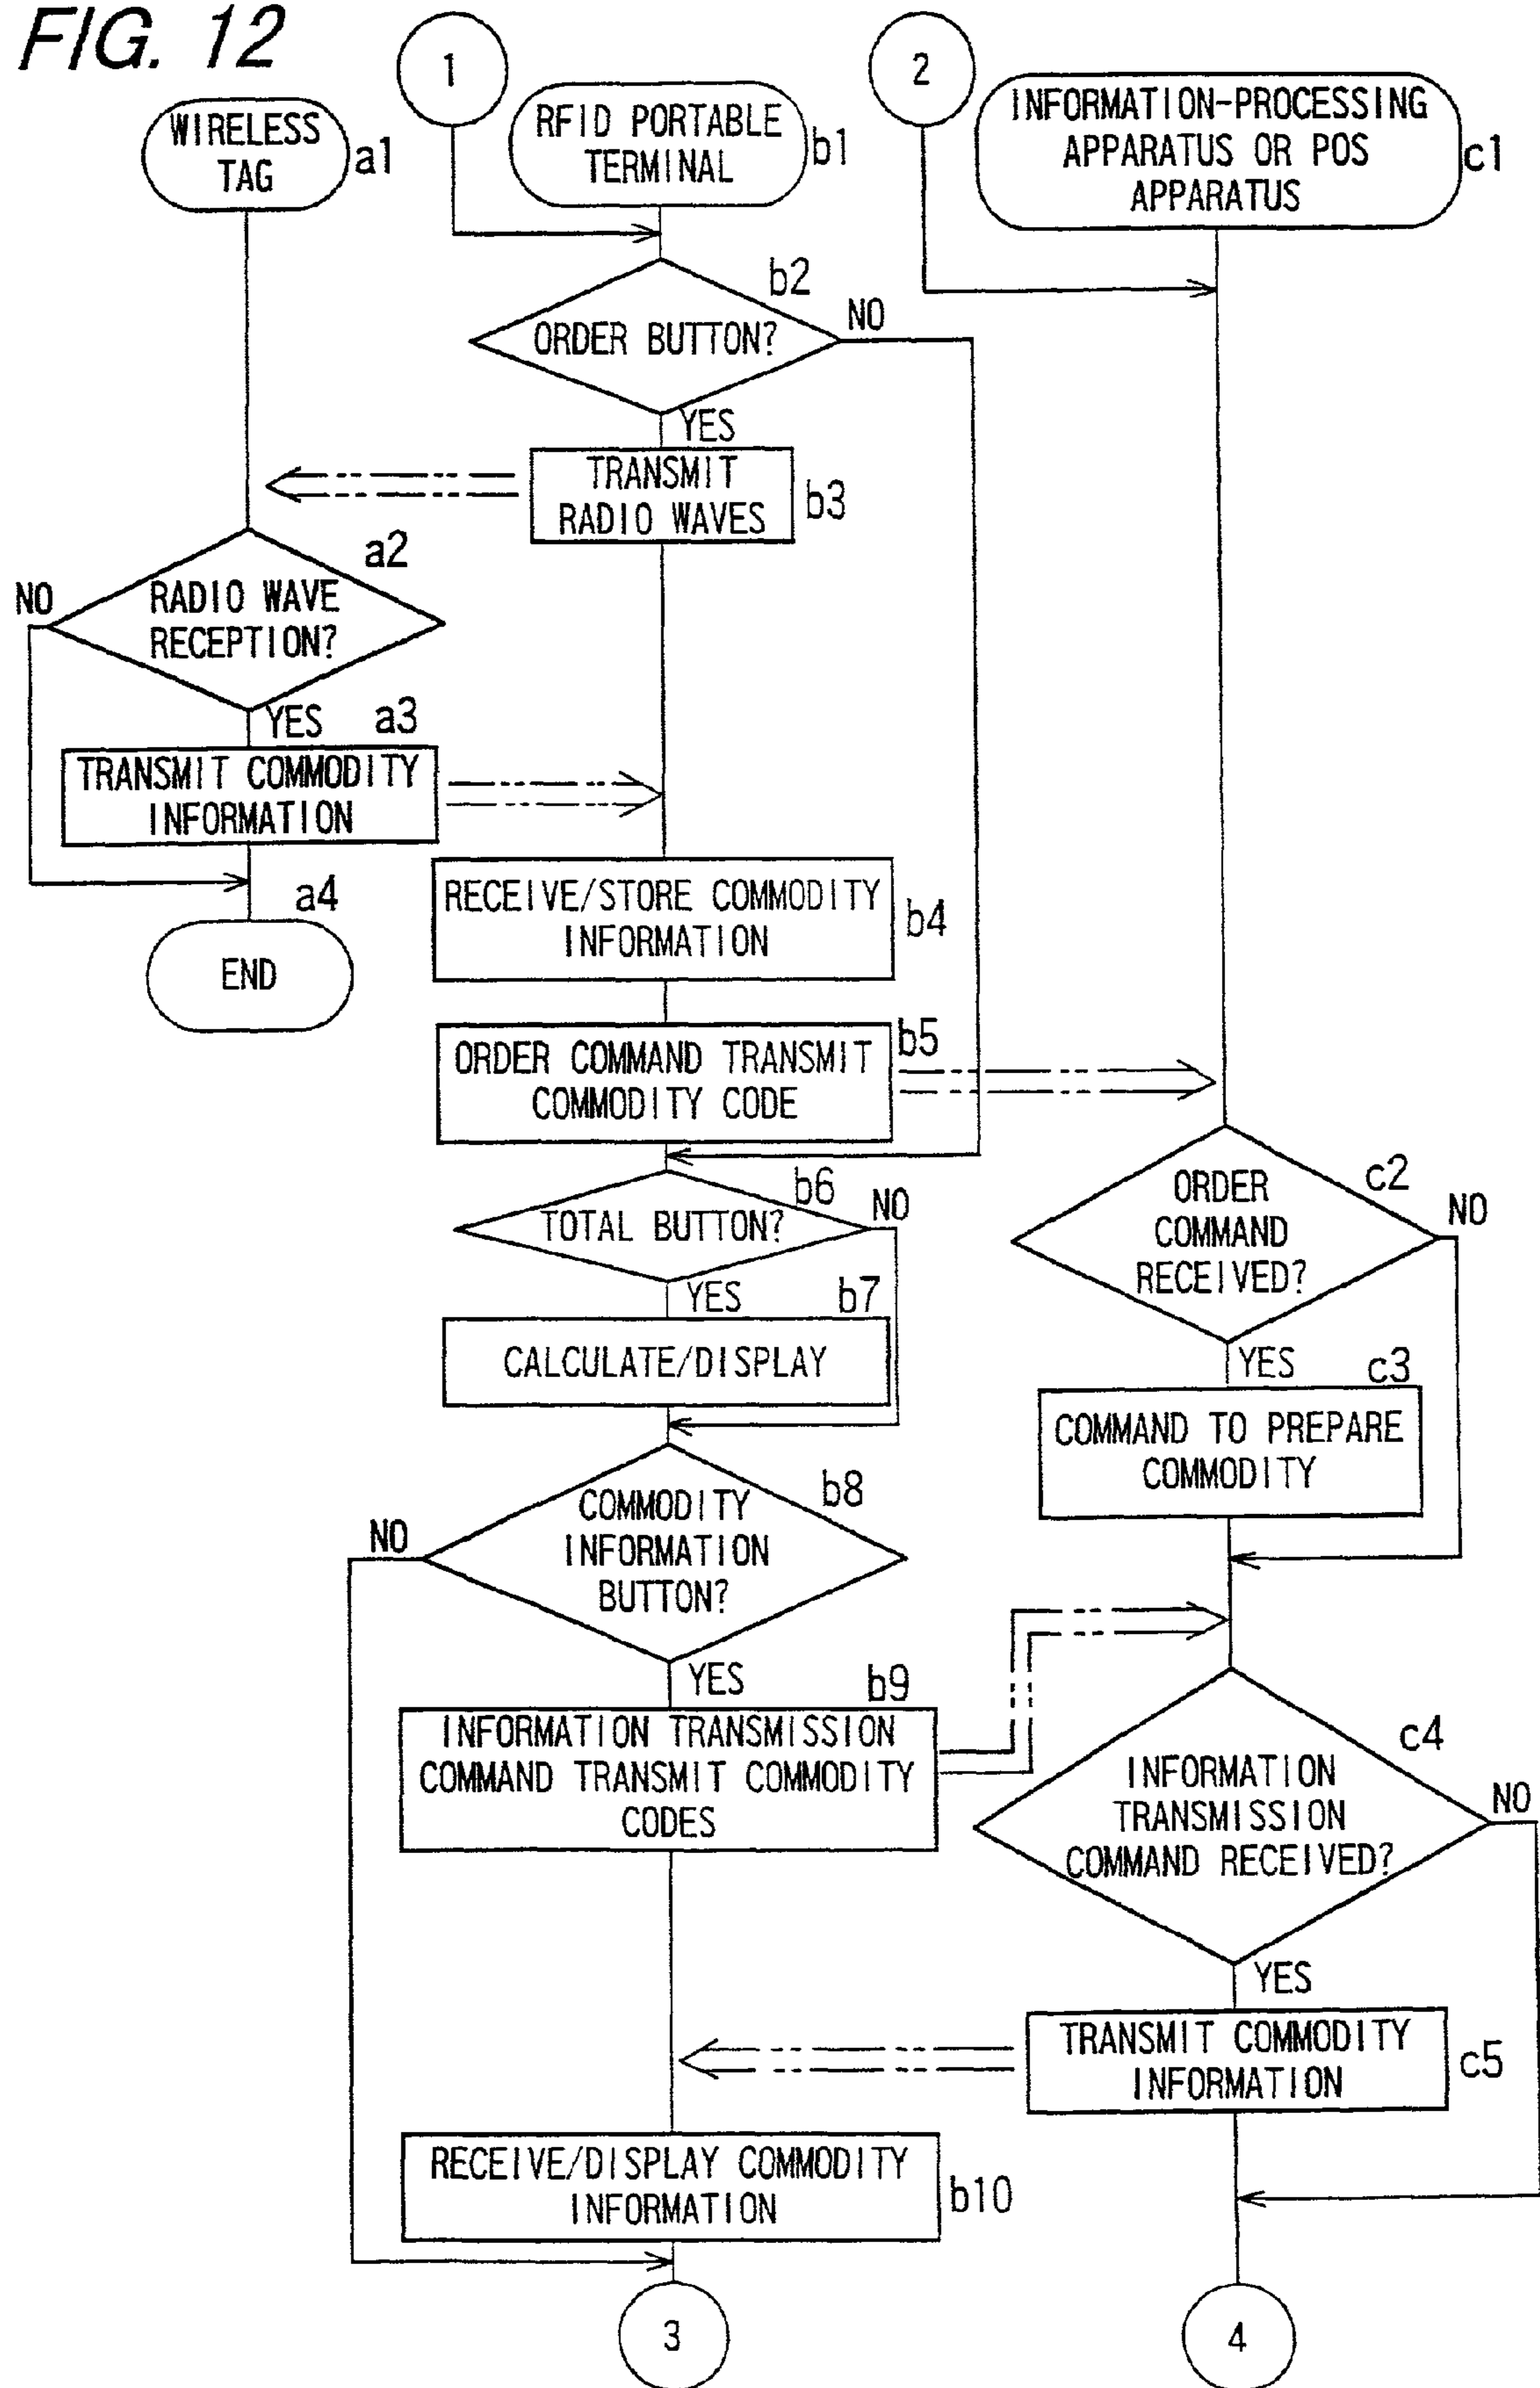 FIG. 12
1
2
WIRELESS
TAG
a1
RFID PORTABLE
TERMINAL
b1
INFORMATION-PROCESSING
APPARATUS OR POS
APPARATUS
c1
b2
ORDER BUTTON?
NO
YES
TRANSMIT
RADIO WAVES
b3
a2
NO
RADIO WAVE
RECEPTION?
YES
a3
TRANSMIT COMMODITY
INFORMATION
a4
END
RECEIVE/STORE COMMODITY
INFORMATION
b4
b5
ORDER COMMAND TRANSMIT
COMMODITY CODE
b6
TOTAL BUTTON?
NO
YES
b7
CALCULATE/DISPLAY
c2
ORDER
COMMAND
RECEIVED?
NO
YES
c3
COMMAND TO PREPARE
COMMODITY
b8
NO
COMMODITY
INFORMATION
BUTTON?
YES
b9
INFORMATION TRANSMISSION
COMMAND TRANSMIT COMMODITY
CODES
c4
INFORMATION
TRANSMISSION
COMMAND RECEIVED?
NO
YES
TRANSMIT COMMODITY
INFORMATION
c5
RECEIVE/DISPLAY COMMODITY
INFORMATION
b10
3
4